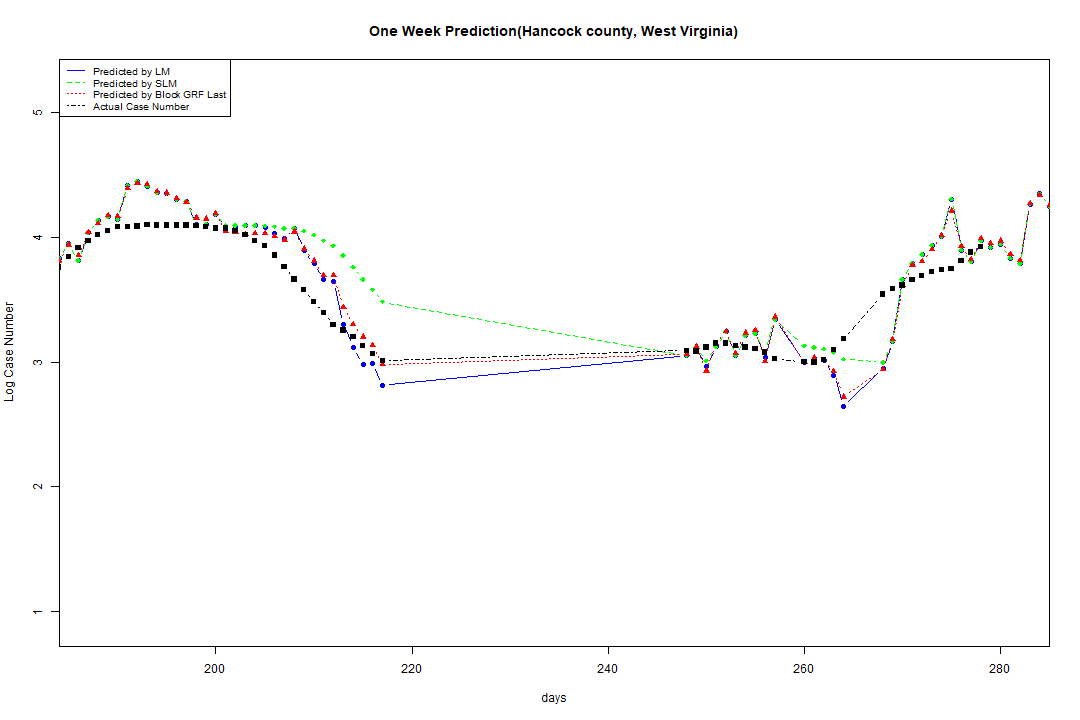 One Week Prediction(Hancock county, West Virginia)
Predicted by LM
Predicted by SLM
Predicted by Block GRF Last
Actual Case Number
5
4
3
2
1
Log Case Number
200
220
240
260
280
days